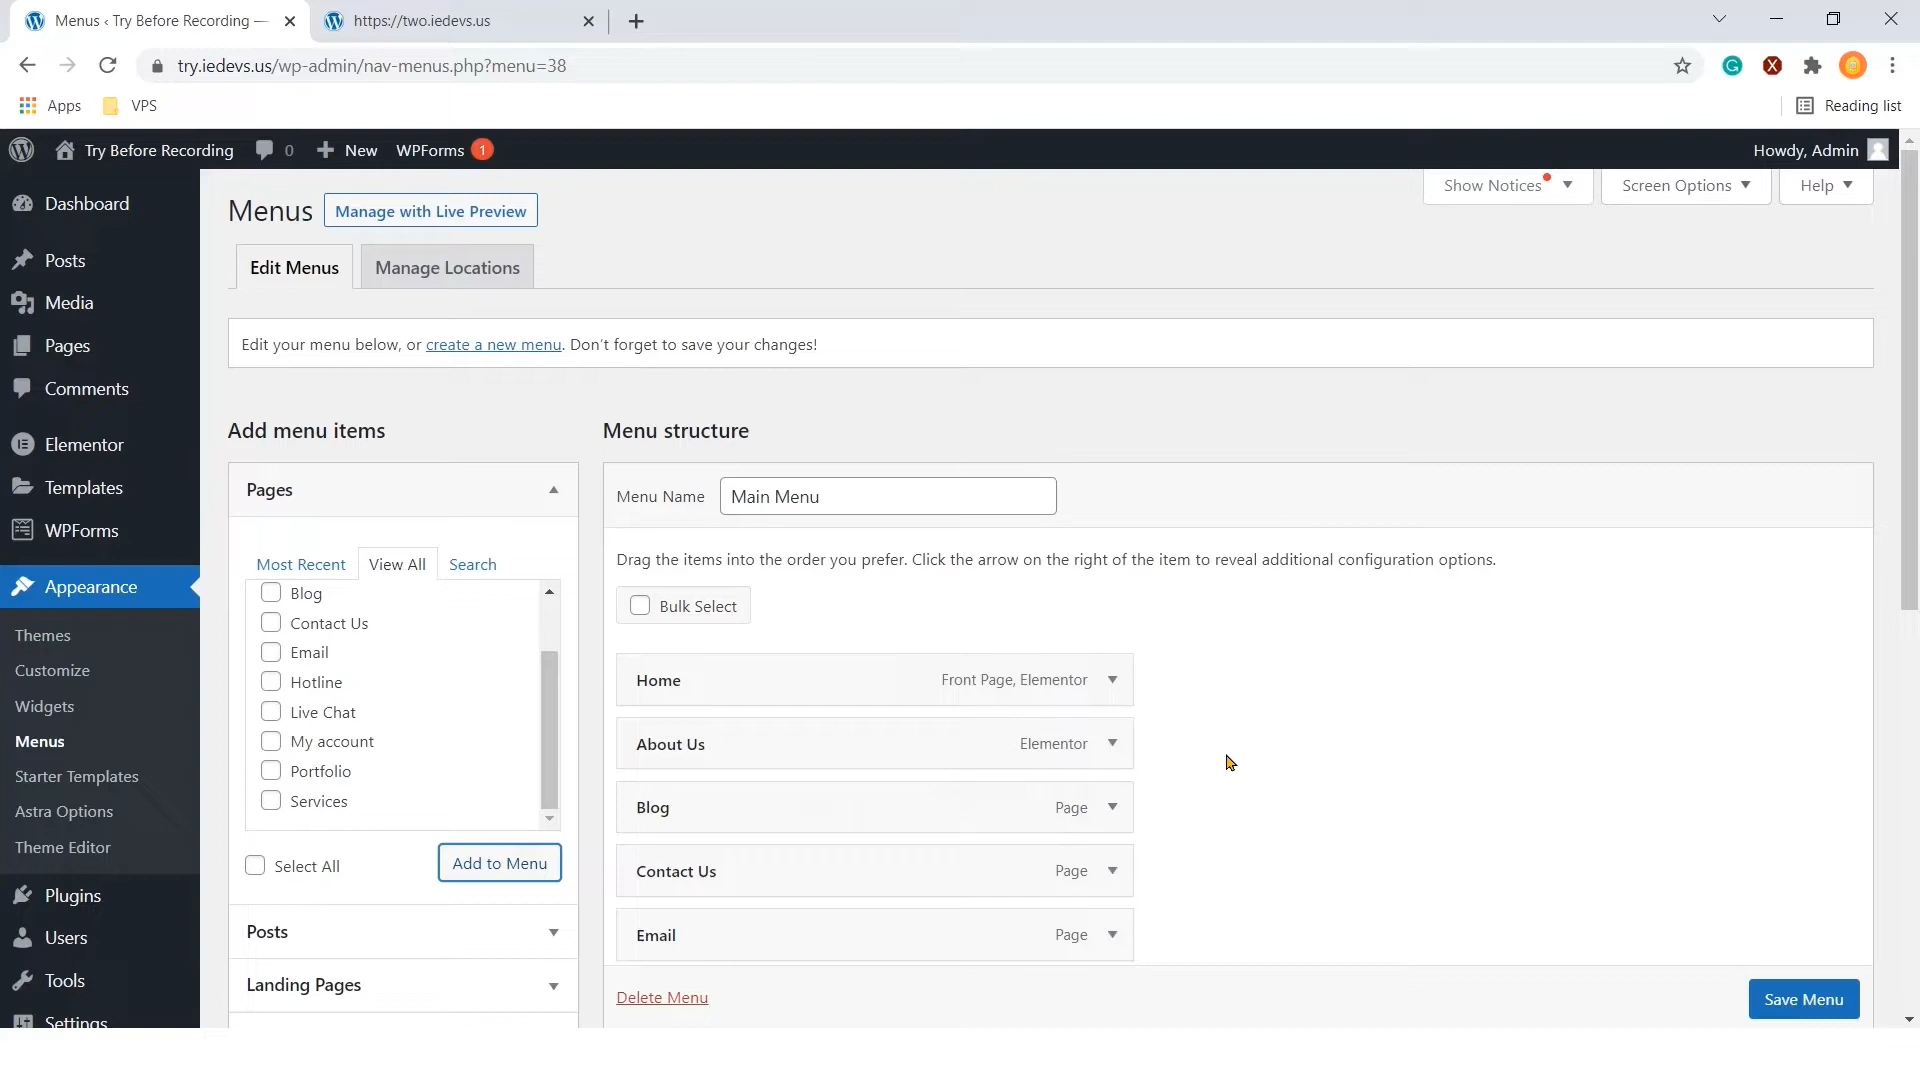 Menus ‹ Try Before Recording —
https://two.iedevs.us
try.iedevs.us/wp-admin/nav-menus.php?menu=38
Apps
VPS
Reading list
Try Before Recording
0
New
WPForms 1
Howdy, Admin
Dashboard
Posts
Media
Pages
Comments
Elementor
Templates
WPForms
Appearance
Themes
Customize
Widgets
Menus
Starter Templates
Astra Options
Theme Editor
Plugins
Users
Tools
Settings
Show Notices
Screen Options
Help
Menus
Manage with Live Preview
Edit Menus
Manage Locations
Edit your menu below, or create a new menu. Don’t forget to save your changes!
Add menu items
Pages
Most Recent
View All
Search
Blog
Contact Us
Email
Hotline
Live Chat
My account
Portfolio
Services
Select All
Add to Menu
Posts
Landing Pages
Menu structure
Menu Name
Main Menu
Drag the items into the order you prefer. Click the arrow on the right of the item to reveal additional configuration options.
Bulk Select
Home
Front Page, Elementor
About Us
Elementor
Blog
Page
Contact Us
Page
Email
Page
Delete Menu
Save Menu